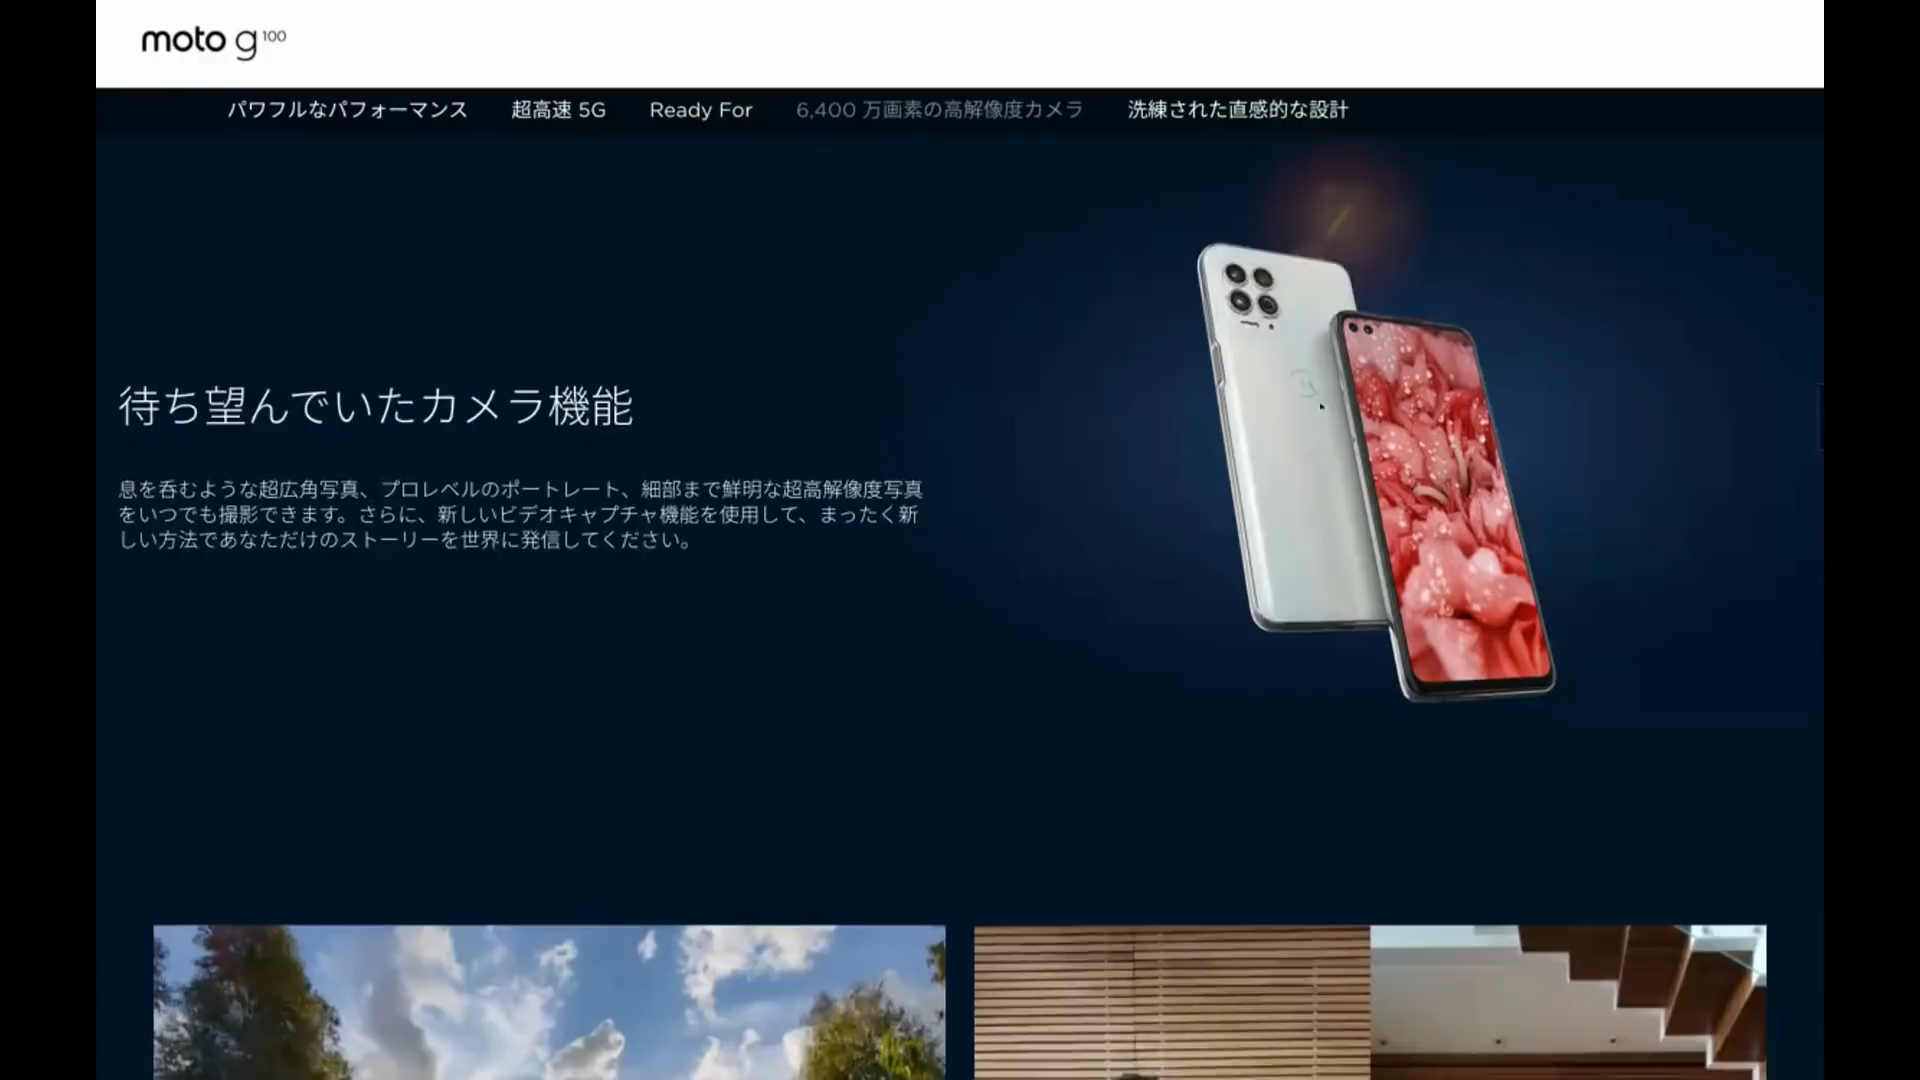 moto g100
パワフルなパフォーマンス 超高速 5G Ready For 6,400 万画素の高解像度カメラ 洗練された直感的な設計
待ち望んでいたカメラ機能
息を呑むような超広角写真、プロレベルのポートレート、細部まで鮮明な超高解像度写真
をいつでも撮影できます。さらに、新しいビデオキャプチャ機能を使用して、まったく新
しい方法であなただけのストーリーを世界に発信してください。